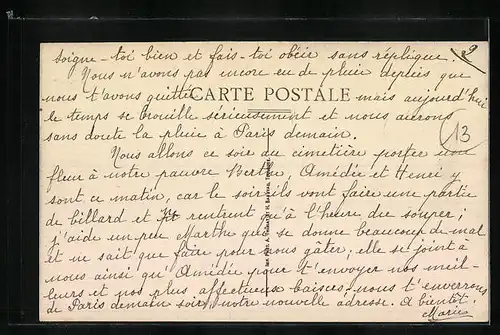 9
soigne-toi bien et fais-toi obéir sans réplique.
Nous n'avons pas encore eu de pluie depuis que
nous t'avons quitté
CARTE POSTALE
mais aujourd'hui
le temps se brouille sérieusement et nous aurons
sans doute la pluie à Paris demain.
13
Nous allons ce soir au cimetière porter une
fleur à notre pauvre Berthe, Amédée et Henri y
sont ce matin, car le soir ils vont faire une partie
de billard et rentrent qu'à l'heure du souper;
j'aide un peu Marthe qui se donne beaucoup de mal
et ne sait que faire pour nous gâter; elle se joint à
nous ainsi qu'Amédée pour t'envoyer nos meil-
leurs et nos plus affectueux baisers, nous t'enverrons
de Paris demain soir notre nouvelle adresse. A bientôt
Marie